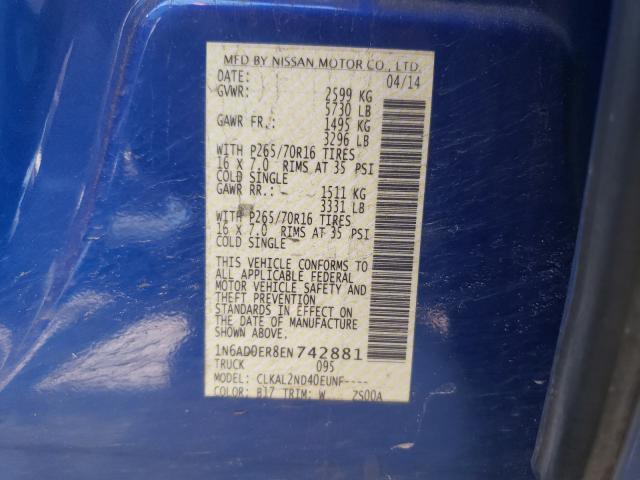 MFD BY NISSAN MOTOR CO., LTD.
DATE: 04/14
GVWR: 2599 KG
5730 LB
GAWR FR.: 1495 KG
3296 LB
WITH P265/70R16 TIRES
16 X 7.0 RIMS AT 35 PSI
COLD SINGLE
GAWR RR.: 1511 KG
3331 LB
WITH P265/70R16 TIRES
16 X 7.0 RIMS AT 35 PSI
COLD SINGLE
THIS VEHICLE CONFORMS TO
ALL APPLICABLE FEDERAL
MOTOR VEHICLE SAFETY AND
THEFT PREVENTION
STANDARDS IN EFFECT ON
THE DATE OF MANUFACTURE
SHOWN ABOVE.
1N6AD0ER8EN742881
TRUCK 095
MODEL: CLKAL2ND40EUNF----
COLOR: B17 TRIM: W ZS00A